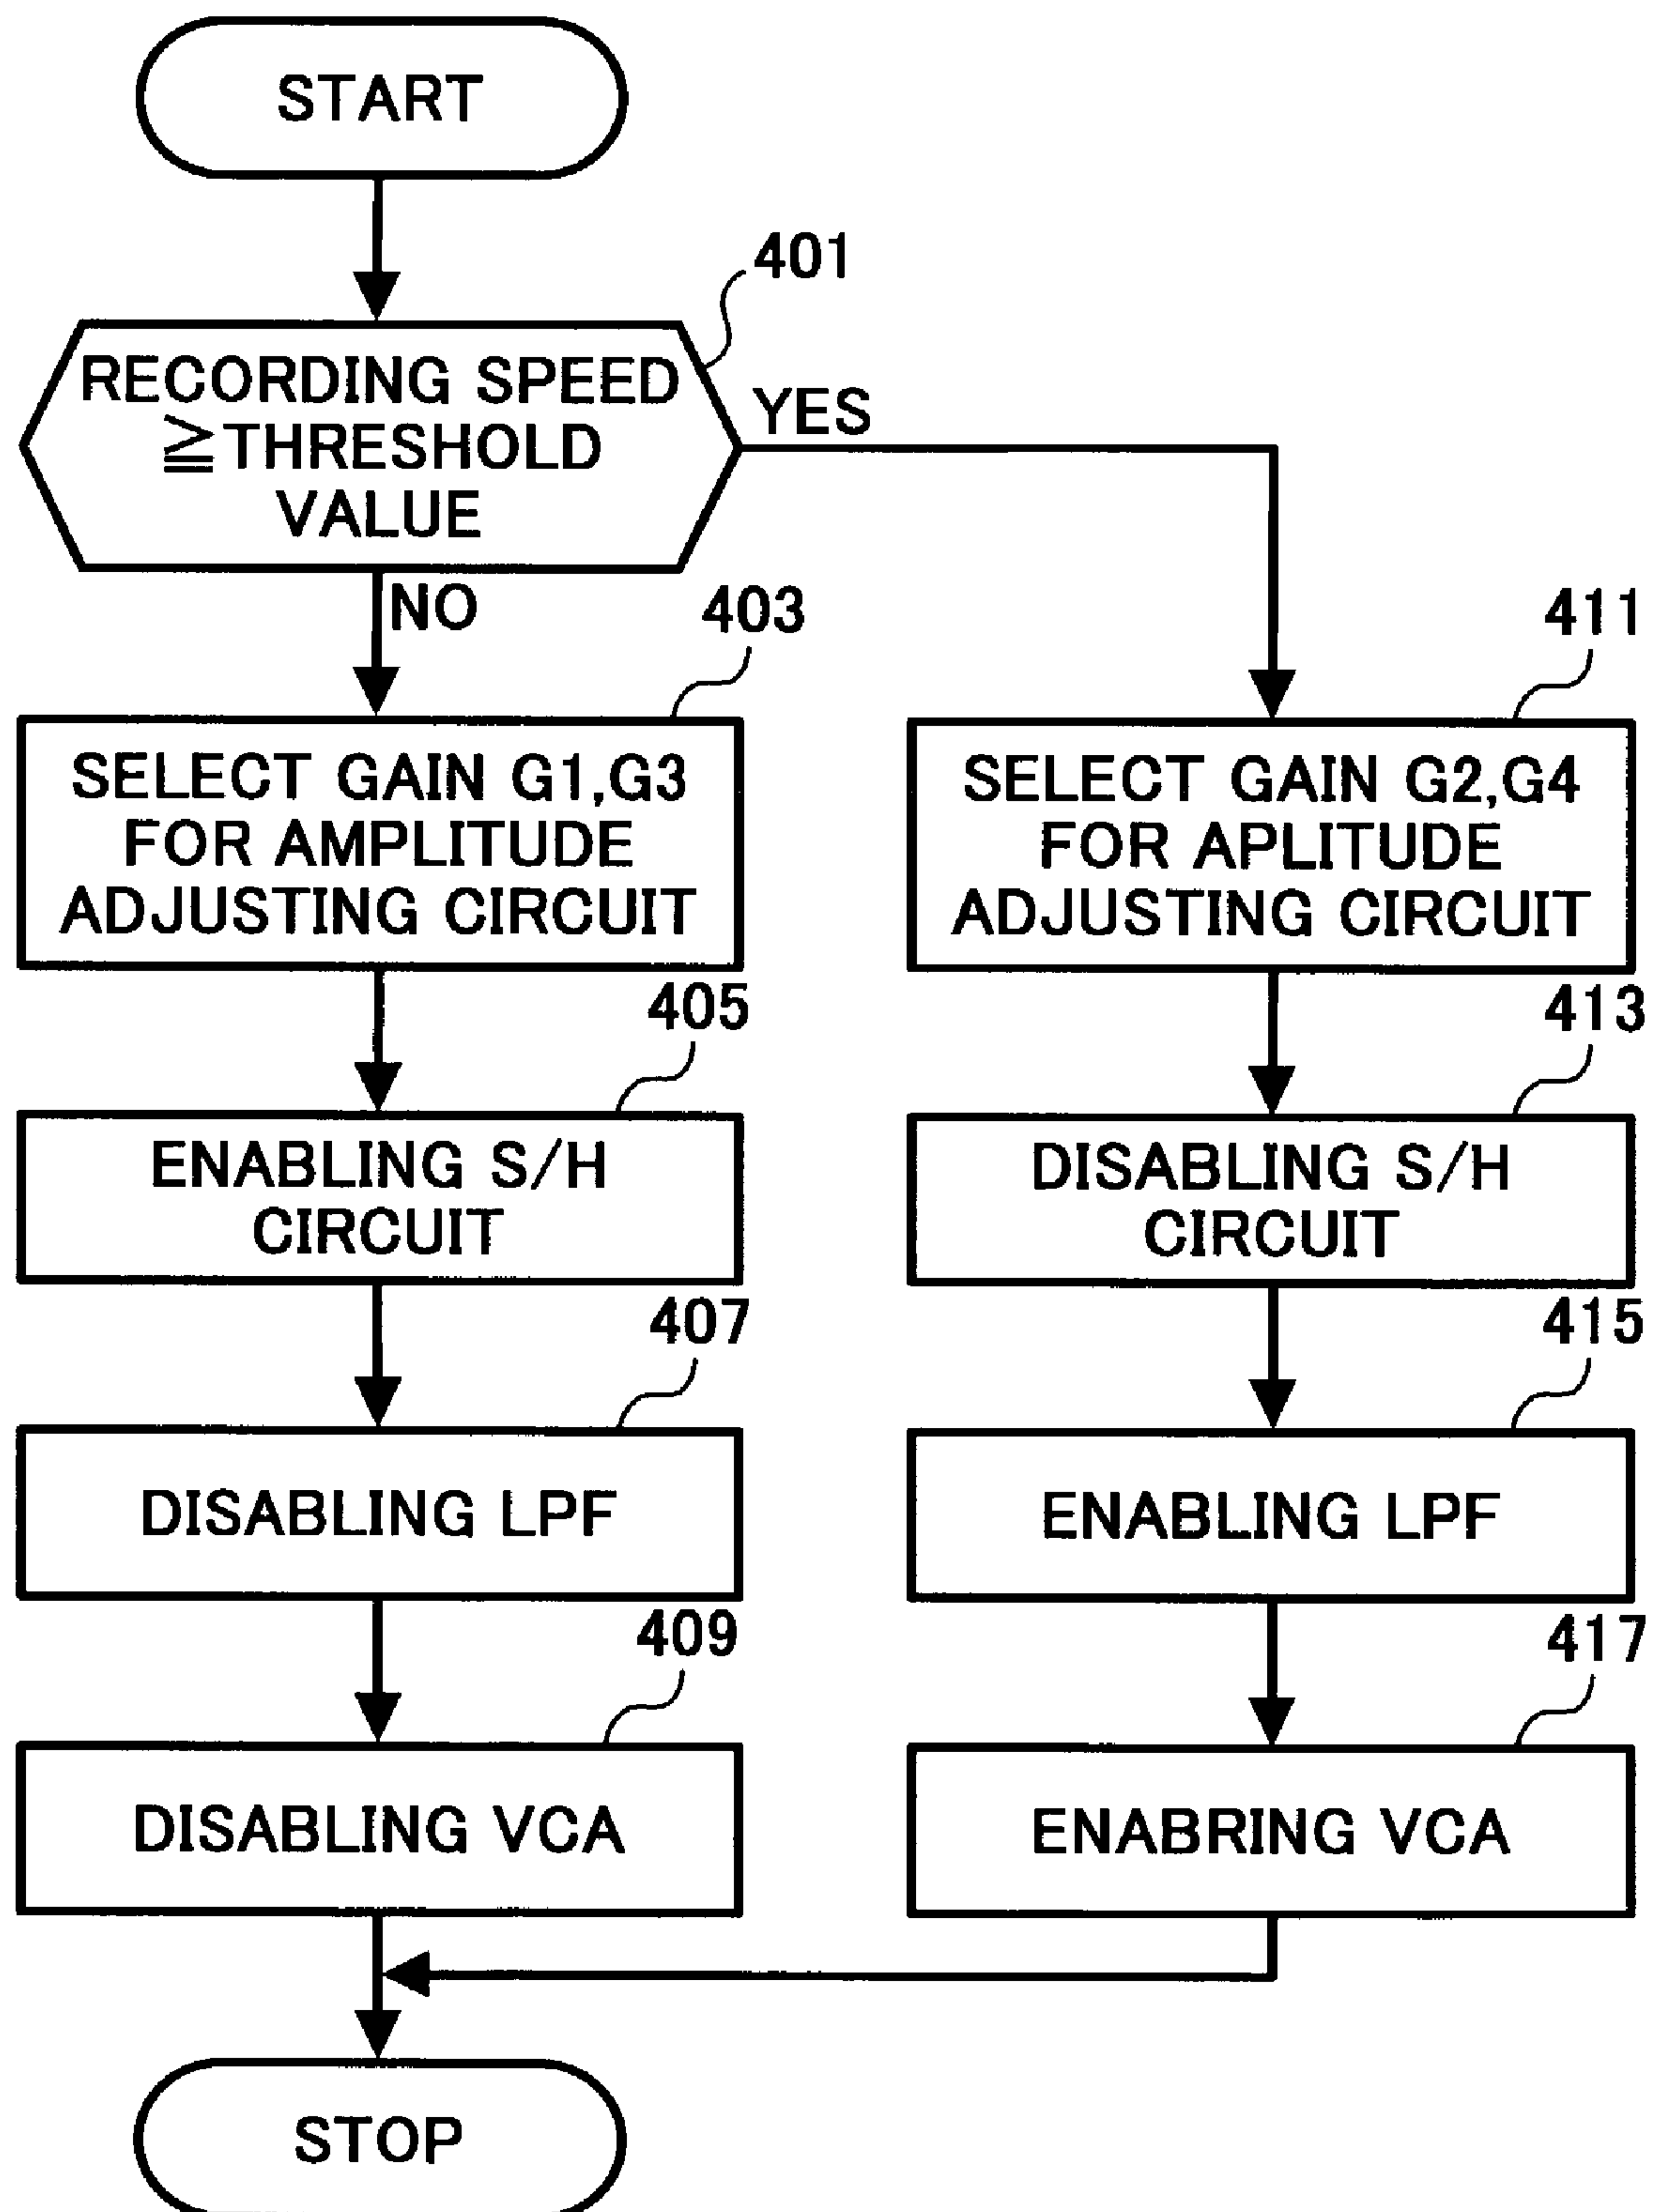 START
401
RECORDING SPEED
≧THRESHOLD
VALUE
YES
NO
403
SELECT GAIN G1,G3
FOR AMPLITUDE
ADJUSTING CIRCUIT
405
ENABLING S/H
CIRCUIT
407
DISABLING LPF
409
DISABLING VCA
411
SELECT GAIN G2,G4
FOR APLITUDE
ADJUSTING CIRCUIT
413
DISABLING S/H
CIRCUIT
415
ENABLING LPF
417
ENABRING VCA
STOP